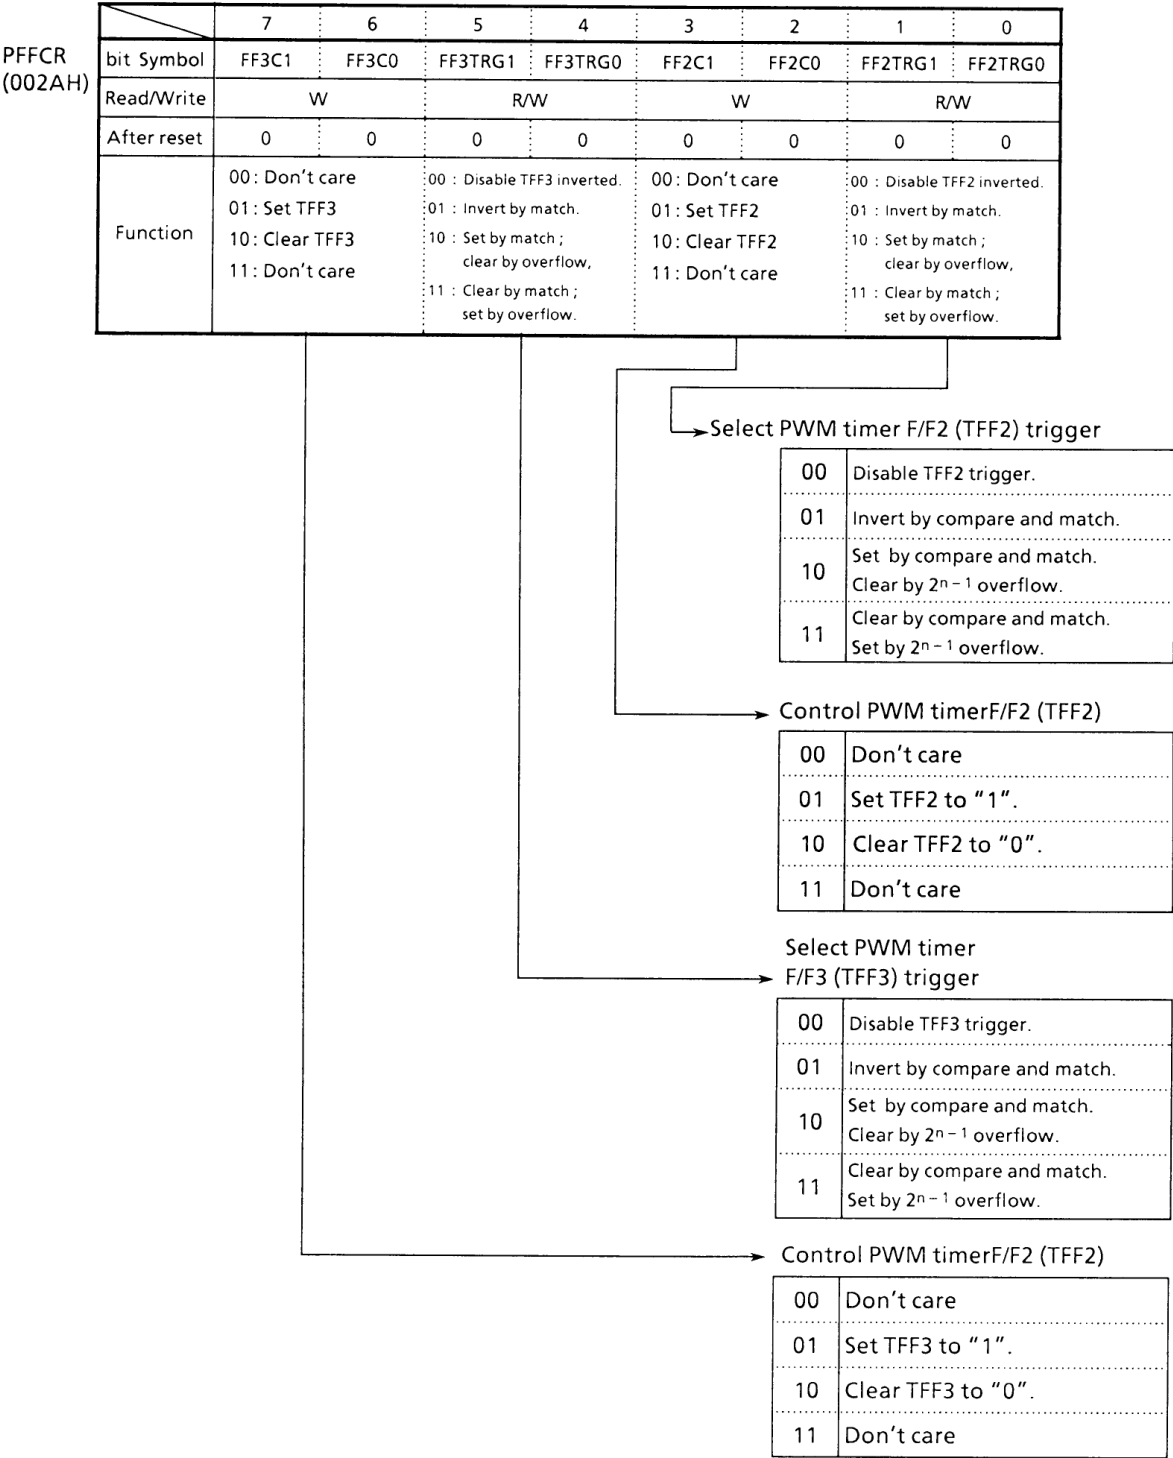 7 6 5 4 3 2 1 0
PFFCR
(002AH)
bit Symbol FF3C1 FF3C0 FF3TRG1 FF3TRG0 FF2C1 FF2C0 FF2TRG1 FF2TRG0
Read/Write W R/W W R/W
After reset 0 0 0 0 0 0 0 0
Function
00: Don't care
01: Set TFF3
10: Clear TFF3
11: Don't care
00 : Disable TFF3 inverted.
01 : Invert by match.
10 : Set by match ;
clear by overflow,
11 : Clear by match ;
set by overflow.
00: Don't care
01: Set TFF2
10: Clear TFF2
11: Don't care
00 : Disable TFF2 inverted.
01 : Invert by match.
10 : Set by match ;
clear by overflow,
11 : Clear by match ;
set by overflow.
Select PWM timer F/F2 (TFF2) trigger
00 Disable TFF2 trigger.
01 Invert by compare and match.
10 Set by compare and match.
Clear by 2ⁿ⁻¹ overflow.
11 Clear by compare and match.
Set by 2ⁿ⁻¹ overflow.
Control PWM timerF/F2 (TFF2)
00 Don't care
01 Set TFF2 to "1".
10 Clear TFF2 to "0".
11 Don't care
Select PWM timer
F/F3 (TFF3) trigger
00 Disable TFF3 trigger.
01 Invert by compare and match.
10 Set by compare and match.
Clear by 2ⁿ⁻¹ overflow.
11 Clear by compare and match.
Set by 2ⁿ⁻¹ overflow.
Control PWM timerF/F2 (TFF2)
00 Don't care
01 Set TFF3 to "1".
10 Clear TFF3 to "0".
11 Don't care